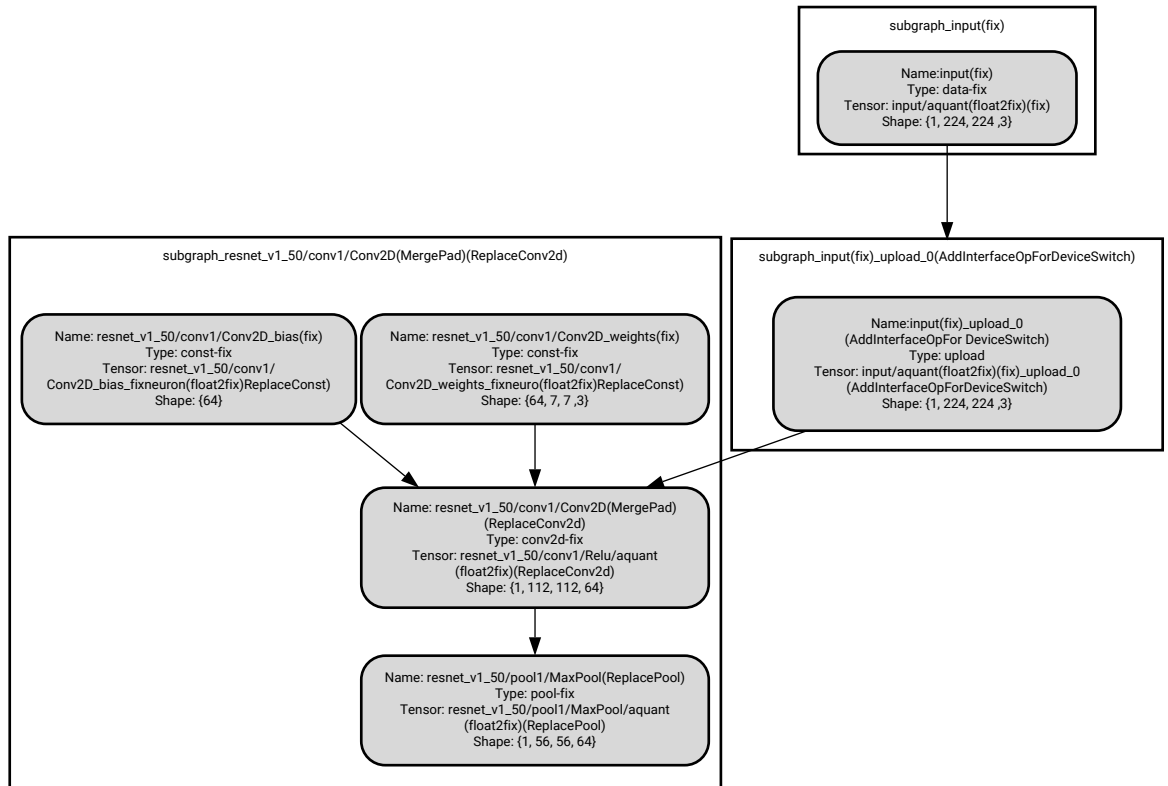 subgraph_input(fix)
Name:input(fix)
Type: data-fix
Tensor: input/aquant(float2fix)(fix)
Shape: {1, 224, 224 ,3}
subgraph_resnet_v1_50/conv1/Conv2D(MergePad)(ReplaceConv2d)
Name: resnet_v1_50/conv1/Conv2D_bias(fix)
Type: const-fix
Tensor: resnet_v1_50/conv1/
Conv2D_bias_fixneuron(float2fix)ReplaceConst)
Shape: {64}
Name: resnet_v1_50/conv1/Conv2D_weights(fix)
Type: const-fix
Tensor: resnet_v1_50/conv1/
Conv2D_weights_fixneuro(float2fix)ReplaceConst)
Shape: {64, 7, 7 ,3}
subgraph_input(fix)_upload_0(AddInterfaceOpForDeviceSwitch)
Name:input(fix)_upload_0
(AddInterfaceOpFor DeviceSwitch)
Type: upload
Tensor: input/aquant(float2fix)(fix)_upload_0
(AddInterfaceOpForDeviceSwitch)
Shape: {1, 224, 224 ,3}
Name: resnet_v1_50/conv1/Conv2D(MergePad)
(ReplaceConv2d)
Type: conv2d-fix
Tensor: resnet_v1_50/conv1/Relu/aquant
(float2fix)(ReplaceConv2d)
Shape: {1, 112, 112, 64}
Name: resnet_v1_50/pool1/MaxPool(ReplacePool)
Type: pool-fix
Tensor: resnet_v1_50/pool1/MaxPool/aquant
(float2fix)(ReplacePool)
Shape: {1, 56, 56, 64}